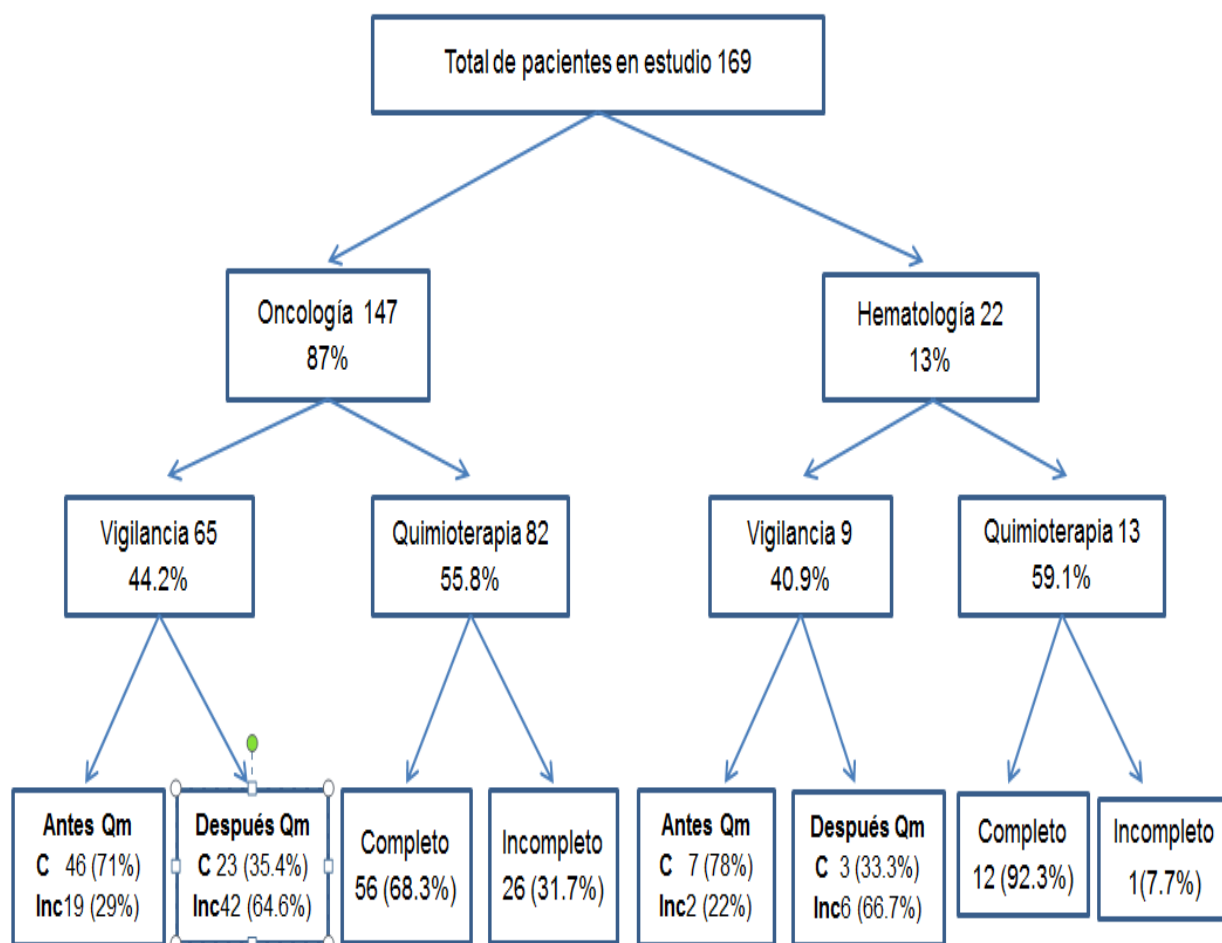 Total de pacientes en estudio 169
Oncología 147
87%
Hematología 22
13%
Vigilancia 65
44.2%
Quimioterapia 82
55.8%
Vigilancia 9
40.9%
Quimioterapia 13
59.1%
Antes Qm
C 46 (71%)
Inc19 (29%)
Después Qm
C 23 (35.4%)
Inc42 (64.6%)
Completo
56 (68.3%)
Incompleto
26 (31.7%)
Antes Qm
C 7 (78%)
Inc2 (22%)
Después Qm
C 3 (33.3%)
Inc6 (66.7%)
Completo
12 (92.3%)
Incompleto
1(7.7%)